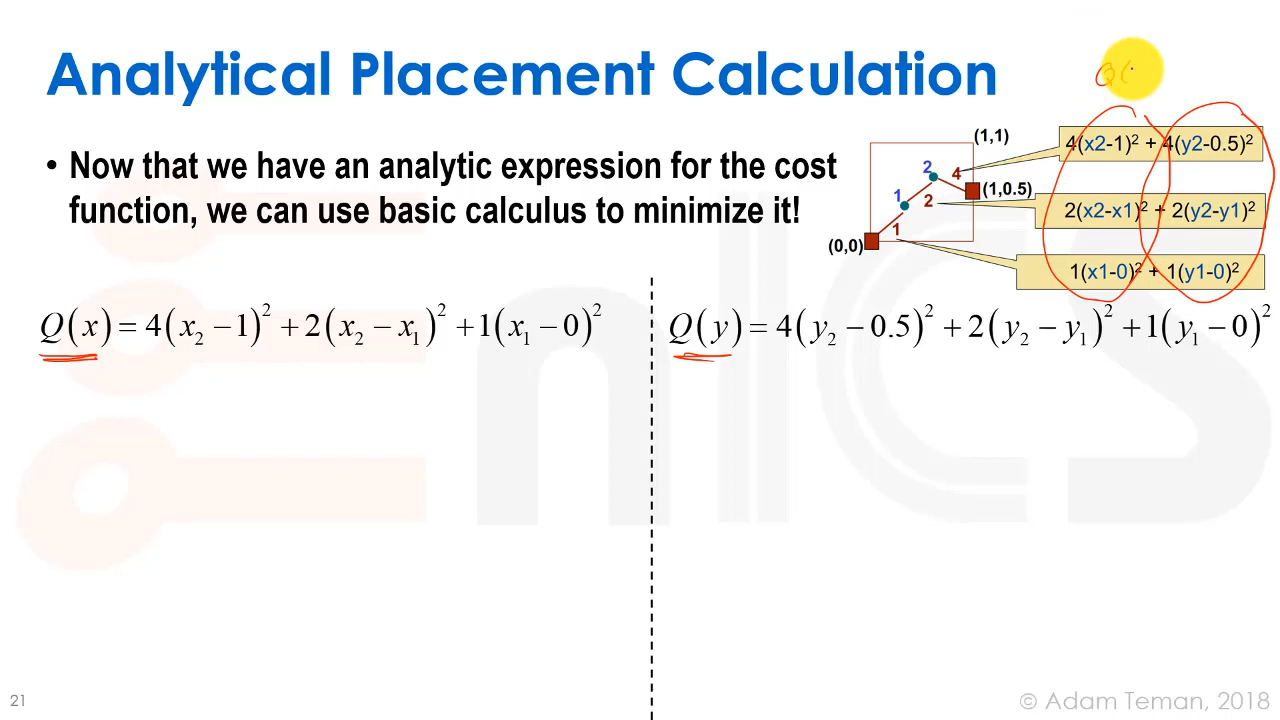 Analytical Placement Calculation
• Now that we have an analytic expression for the cost
function, we can use basic calculus to minimize it!
Q(
(1,1)
4(x2-1)² + 4(y2-0.5)²
2
4
(1,0.5)
1
2
2(x2-x1)² + 2(y2-y1)²
(0,0)
1
1(x1-0)² + 1(y1-0)²
Q(x) = 4(x₂ − 1)² + 2(x₂ − x₁)² + 1(x₁ − 0)²
Q(y) = 4(y₂ − 0.5)² + 2(y₂ − y₁)² + 1(y₁ − 0)²
nICS
21
© Adam Teman, 2018